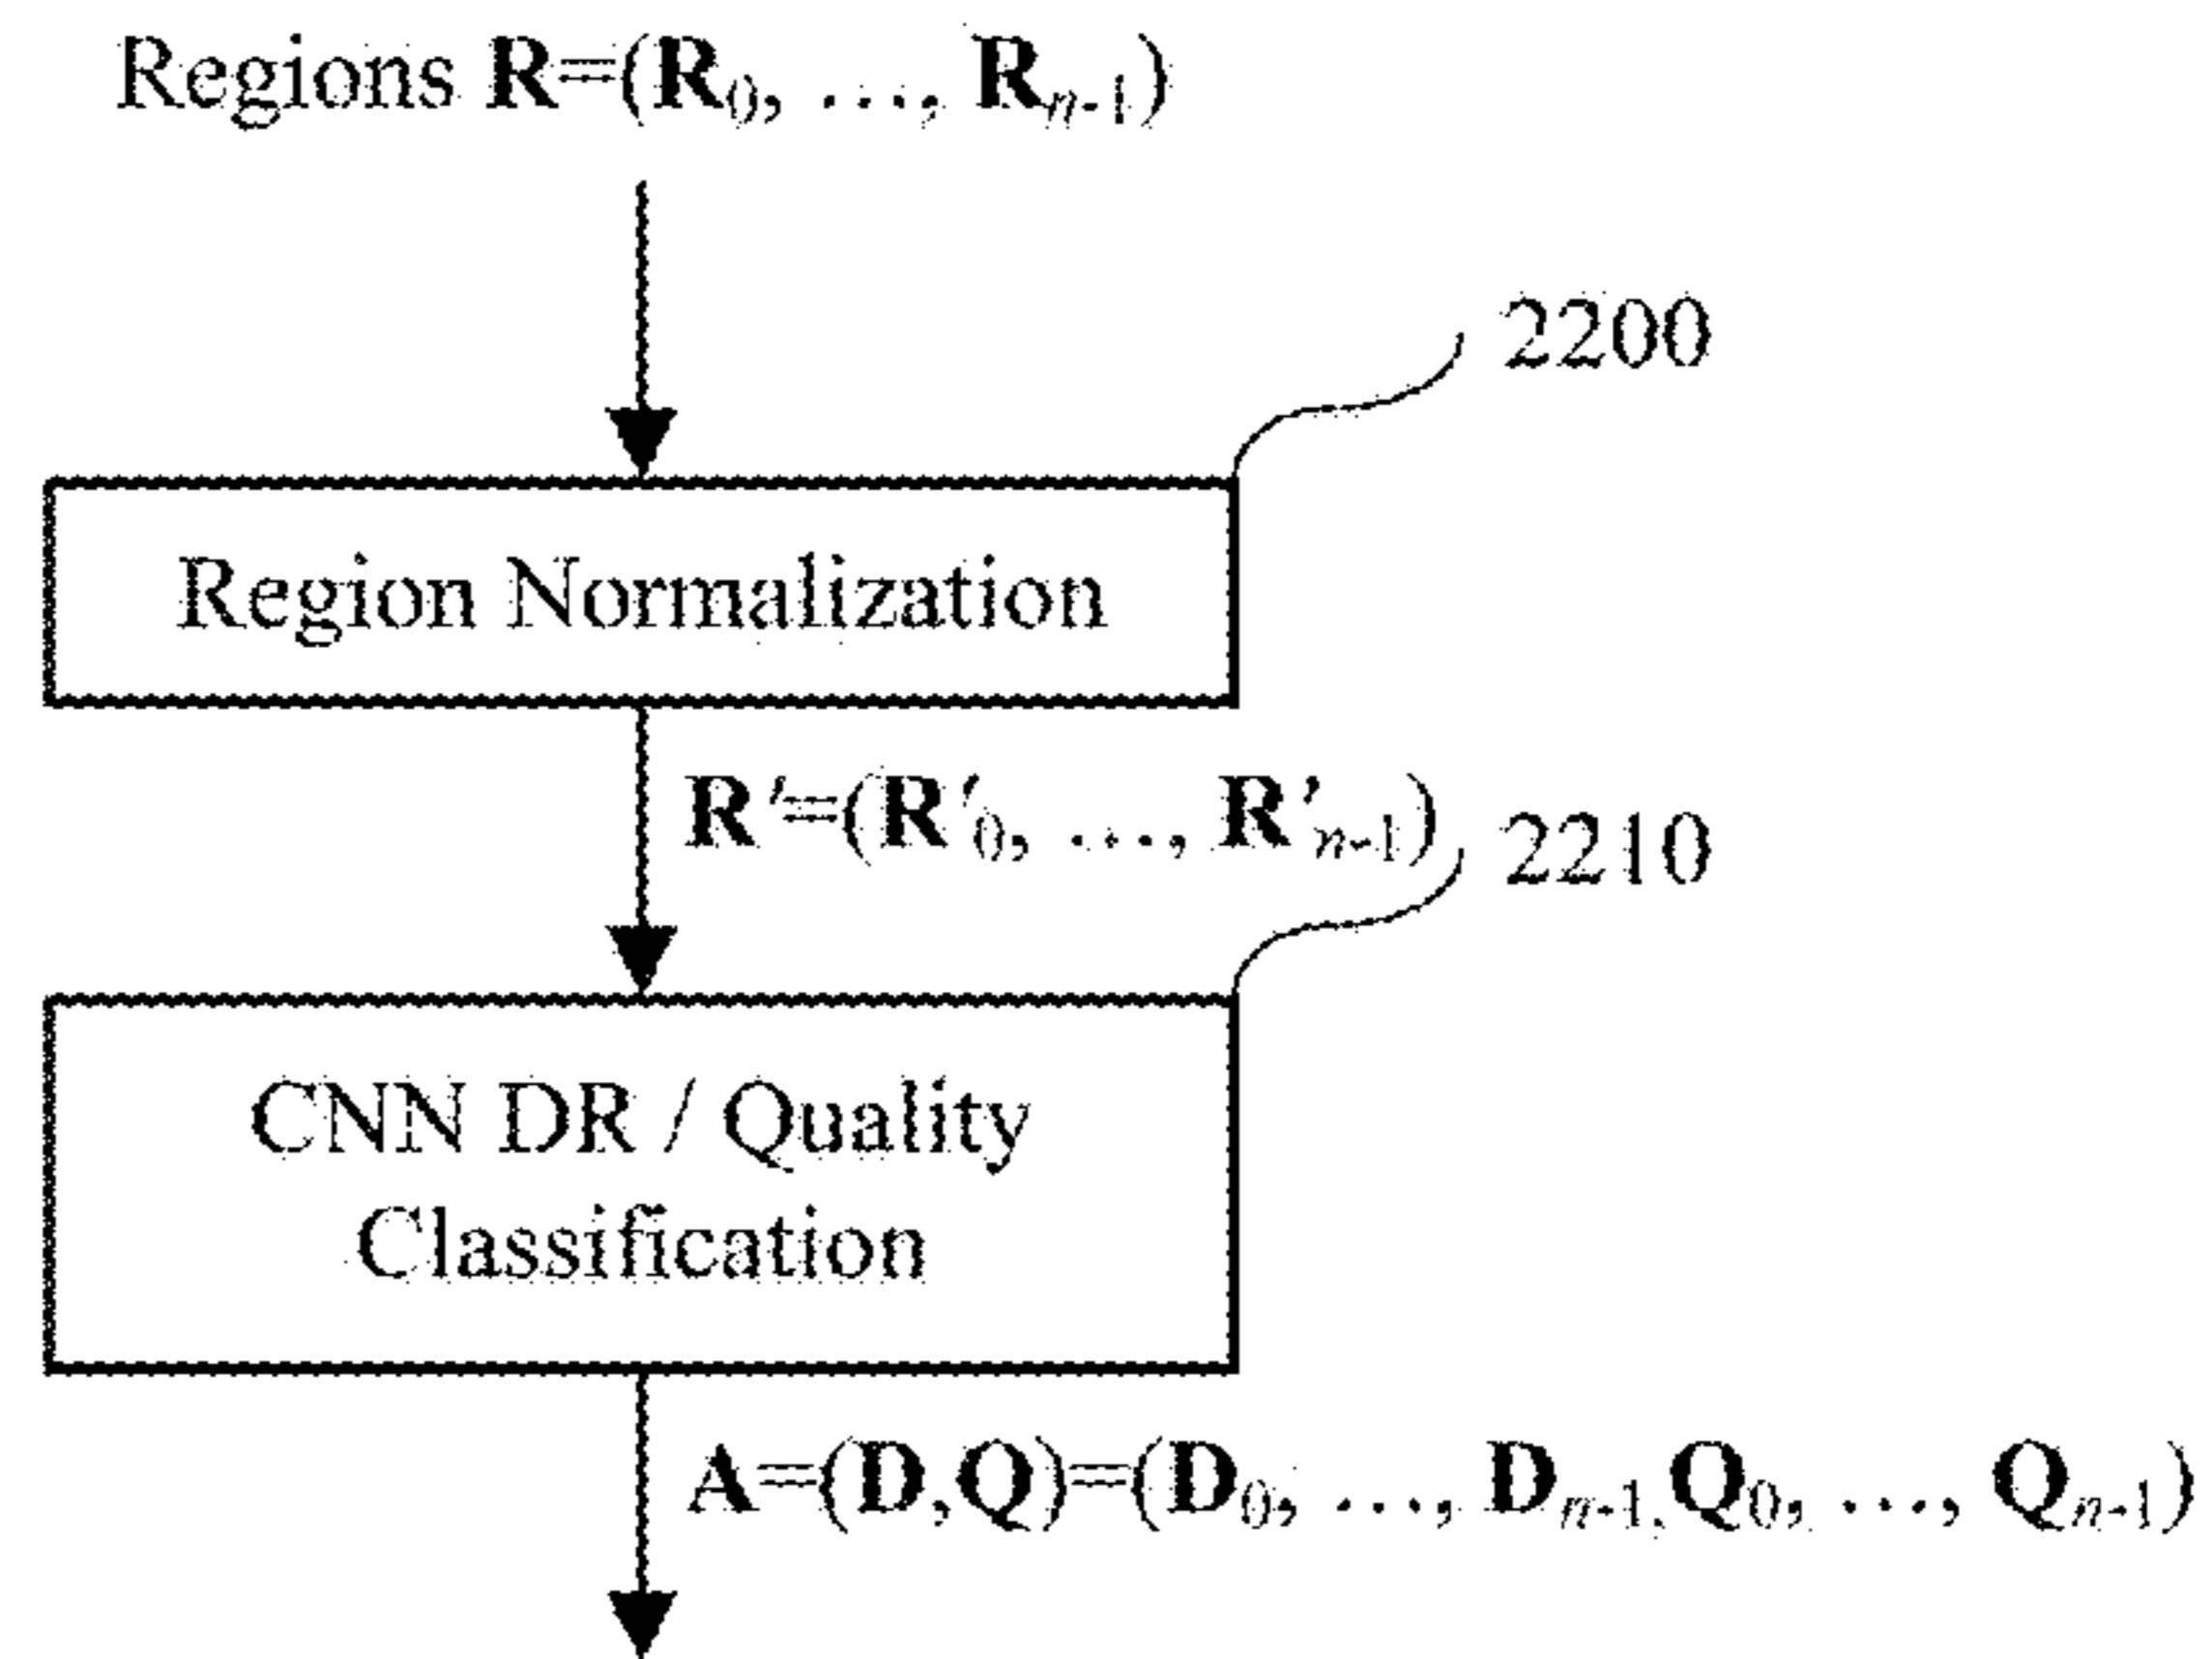 Regions R=(R0, ..., Rn-1)
2200
Region Normalization
R'=(R'0, ..., R'n-1)
2210
CNN DR / Quality
Classification
A=(D,Q)=(D0, ..., Dn-1,Q0, ..., Qn-1)